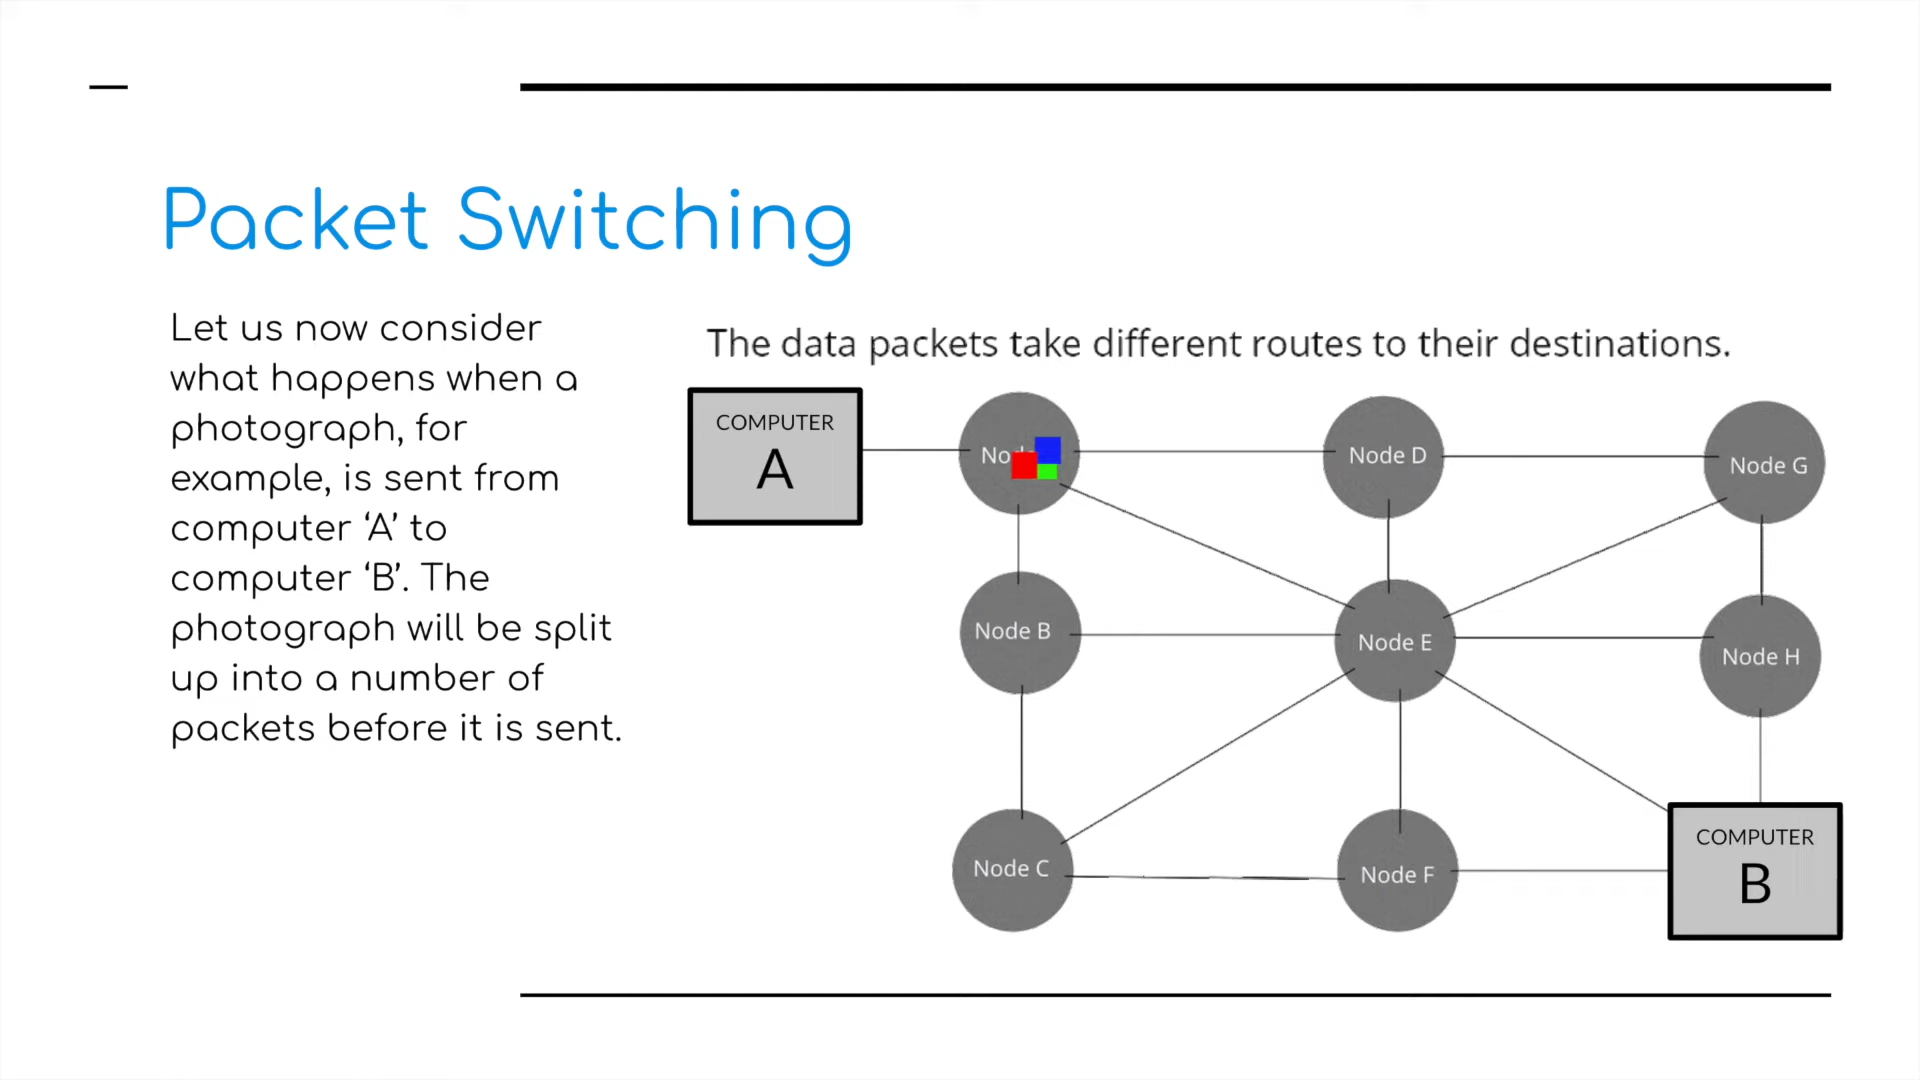 Packet Switching
Let us now consider
what happens when a
photograph, for
example, is sent from
computer ‘A’ to
computer ‘B’. The
photograph will be split
up into a number of
packets before it is sent.
The data packets take different routes to their destinations.
COMPUTER
A
Node D
Node G
Node B
Node E
Node H
Node C
Node F
COMPUTER
B